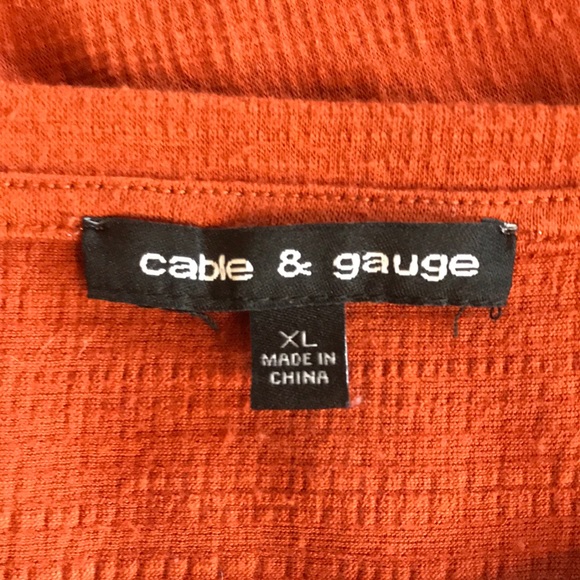 cable & gauge
XL
MADE IN
CHINA